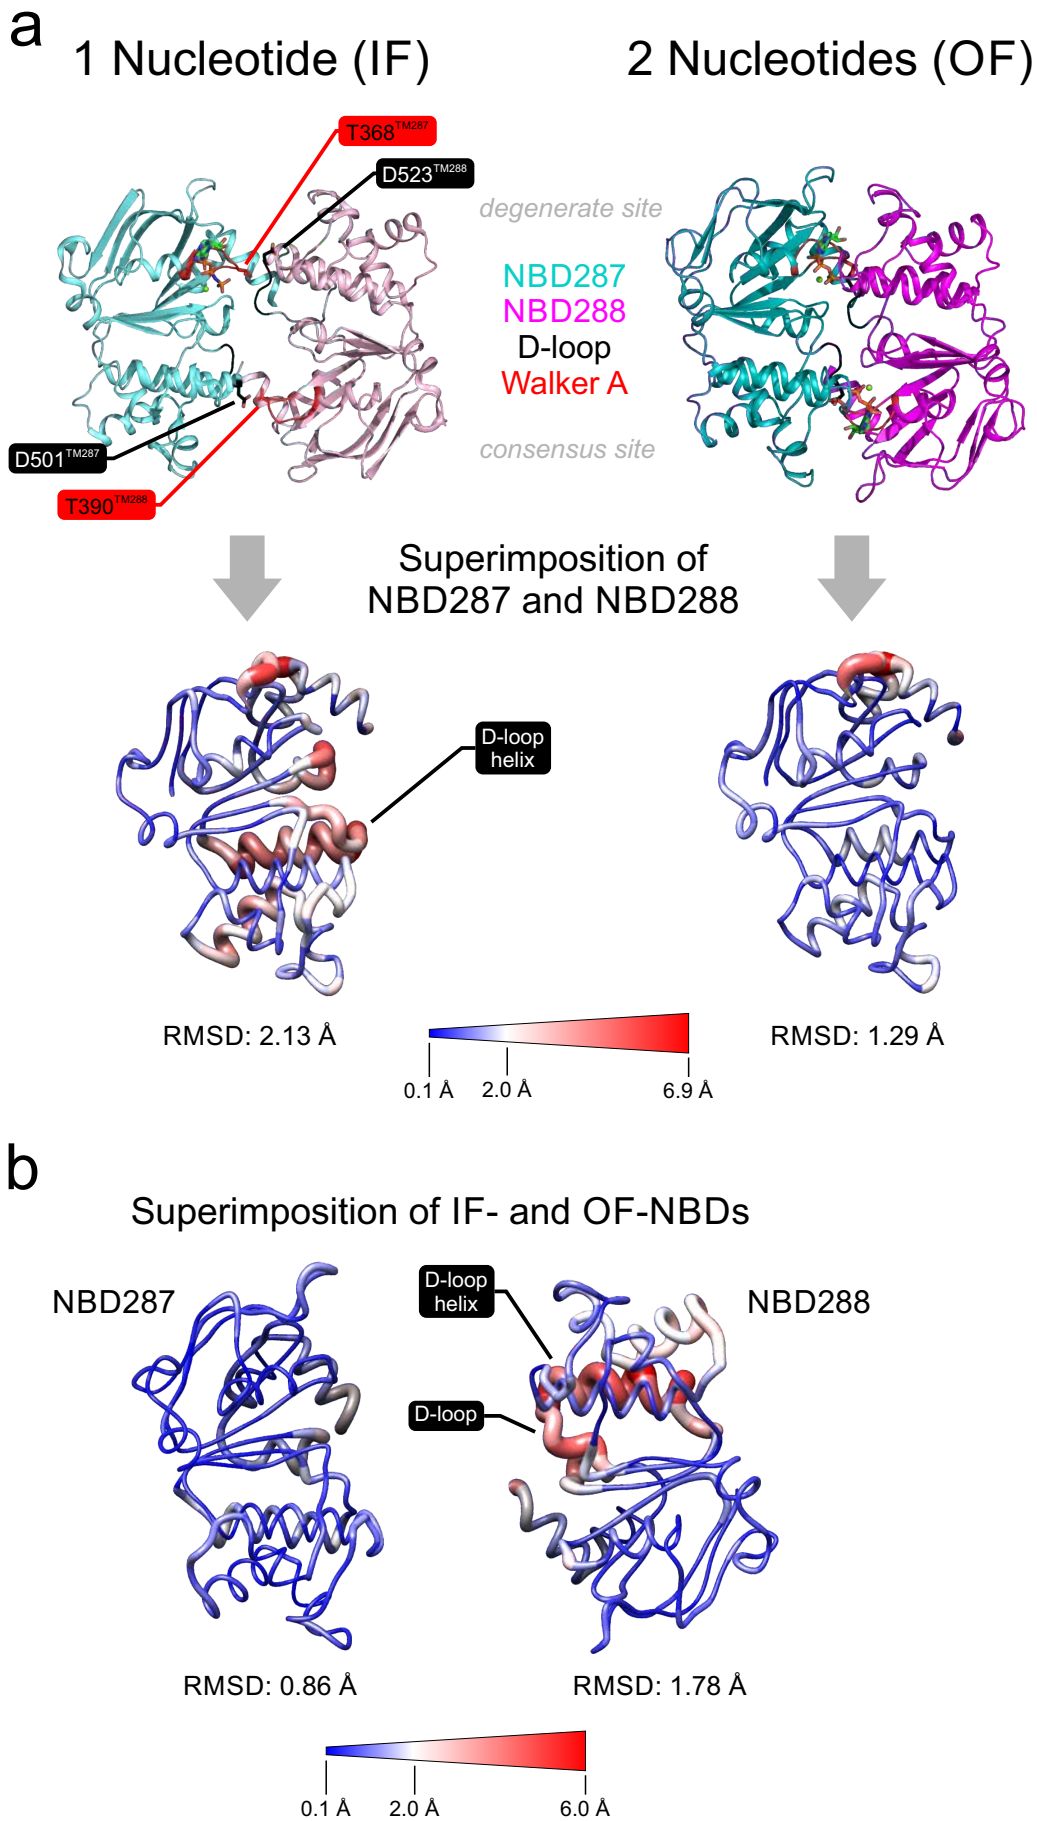 a
1 Nucleotide (IF)
2 Nucleotides (OF)
T368TM287
D523TM288
degenerate site
NBD287
NBD288
D-loop
Walker A
consensus site
D501TM287
T390TM288
Superimposition of
NBD287 and NBD288
D-loop
helix
RMSD: 2.13 Å
RMSD: 1.29 Å
0.1 Å
2.0 Å
6.9 Å
b
Superimposition of IF- and OF-NBDs
NBD287
D-loop
helix
NBD288
D-loop
RMSD: 0.86 Å
RMSD: 1.78 Å
0.1 Å
2.0 Å
6.0 Å